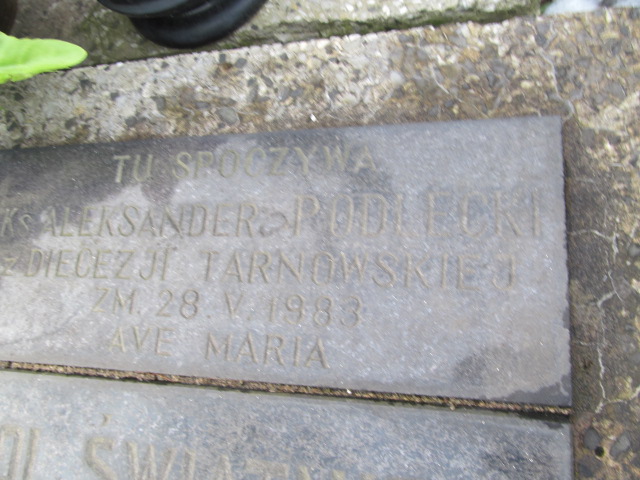 TU SPOCZYWA
KS ALEKSANDER PODLECKI
Z DIECEZJI TARNOWSKIEJ
ZM. 28. V. 1983
AVE MARIA